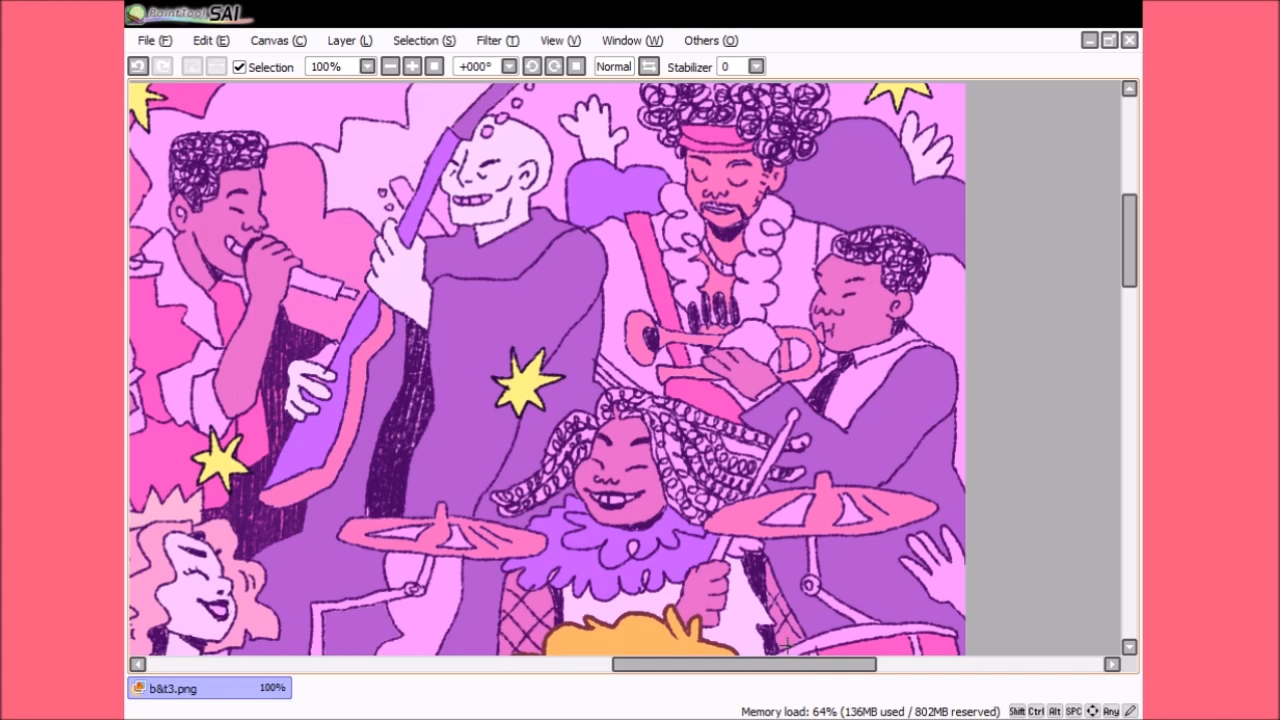 PaintTool SAI
File (F) Edit (E) Canvas (C) Layer (L) Selection (S) Filter (T) View (V) Window (W) Others (O)
Selection 100% +000° Normal Stabilizer 0
b&t3.png 100%
Memory load: 64% (136MB used / 802MB reserved) Shift Ctrl Alt SPC Any